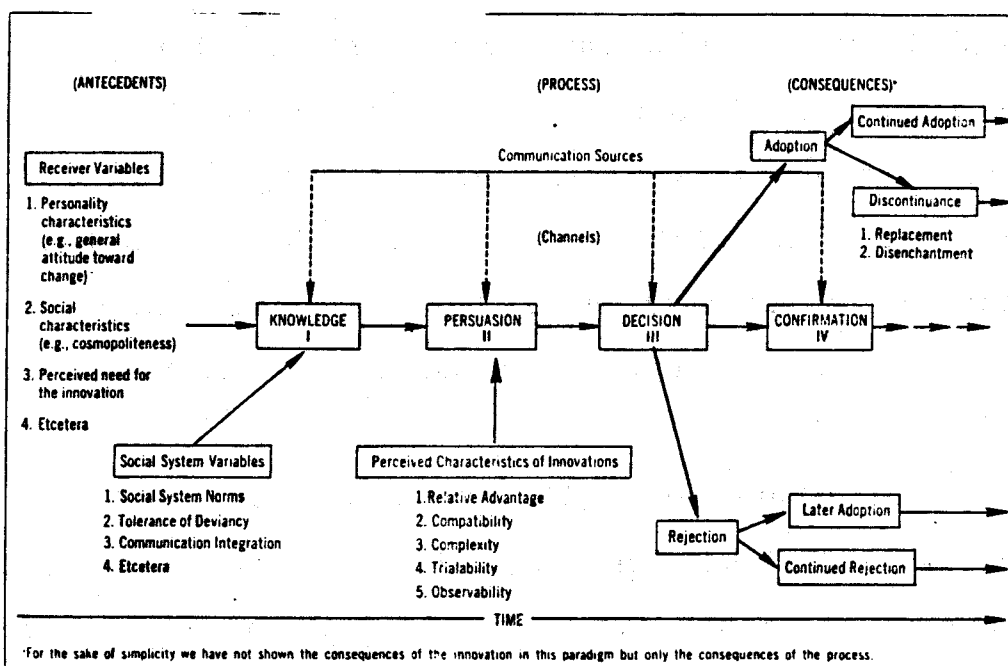 (ANTECEDENTS)
(PROCESS)
(CONSEQUENCES)*
Receiver Variables
1. Personality
characteristics
(e.g., general
attitude toward
change)
2. Social
characteristics
(e.g., cosmopoliteness)
3. Perceived need for
the innovation
4. Etcetera
Communication Sources
(Channels)
KNOWLEDGE
I
PERSUASION
II
DECISION
III
CONFIRMATION
IV
Adoption
Continued Adoption
Discontinuance
1. Replacement
2. Disenchantment
Social System Variables
1. Social System Norms
2. Tolerance of Deviancy
3. Communication Integration
4. Etcetera
Perceived Characteristics of Innovations
1. Relative Advantage
2. Compatibility
3. Complexity
4. Trialability
5. Observability
Rejection
Later Adoption
Continued Rejection
TIME
*For the sake of simplicity we have not shown the consequences of the innovation in this paradigm but only the consequences of the process.